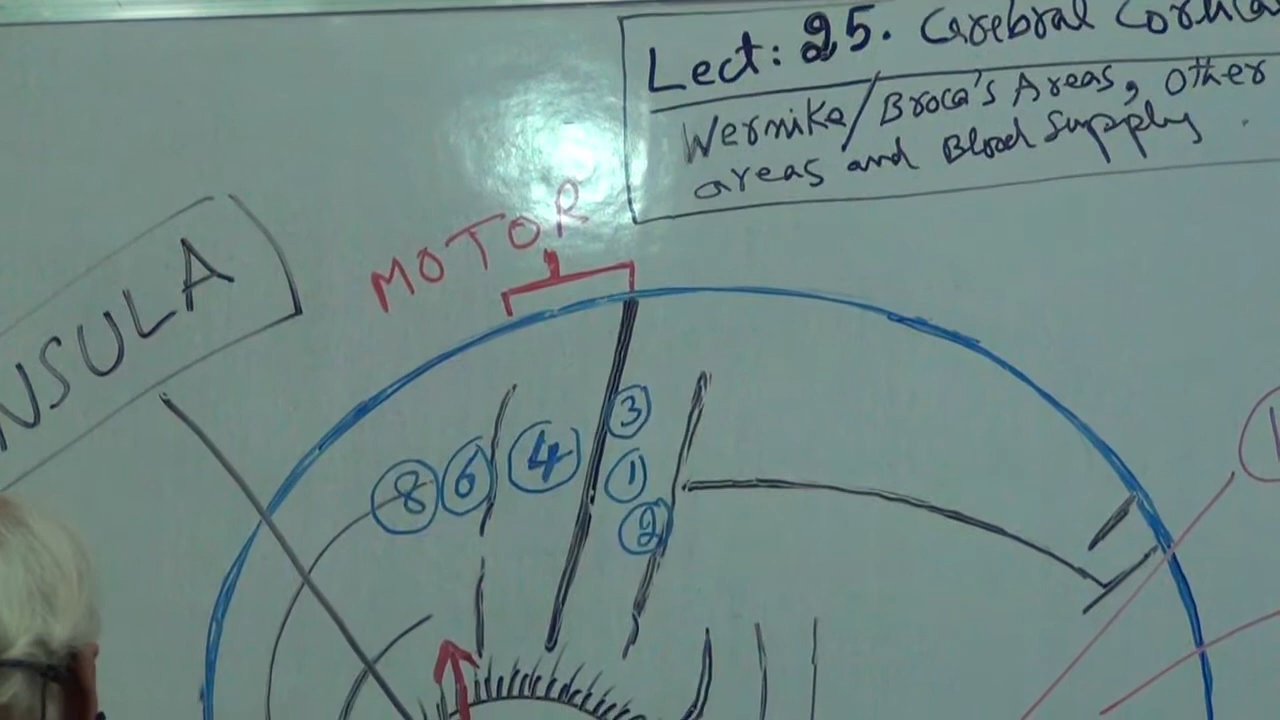 Lect: 25. Cerebral
Wernike/Broca's Areas, Other
areas and Blood Supply.
MOTOR
NSULA
3
8 6 4
1
2